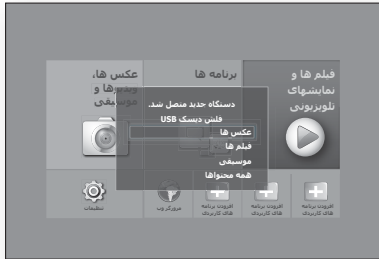 فیلم ها و
نمایشهای
تلویزیونی
برنامه ها
عکس ها،
ویدیوها و
موسیقی
دستگاه جدید متصل شد.
فلش دیسک USB
عکس ها
فیلم ها
موسیقی
همه محتواها
افزودن برنامه
های کاربردی
افزودن برنامه
های کاربردی
افزودن برنامه
های کاربردی
مرورگر وب
تنظیمات